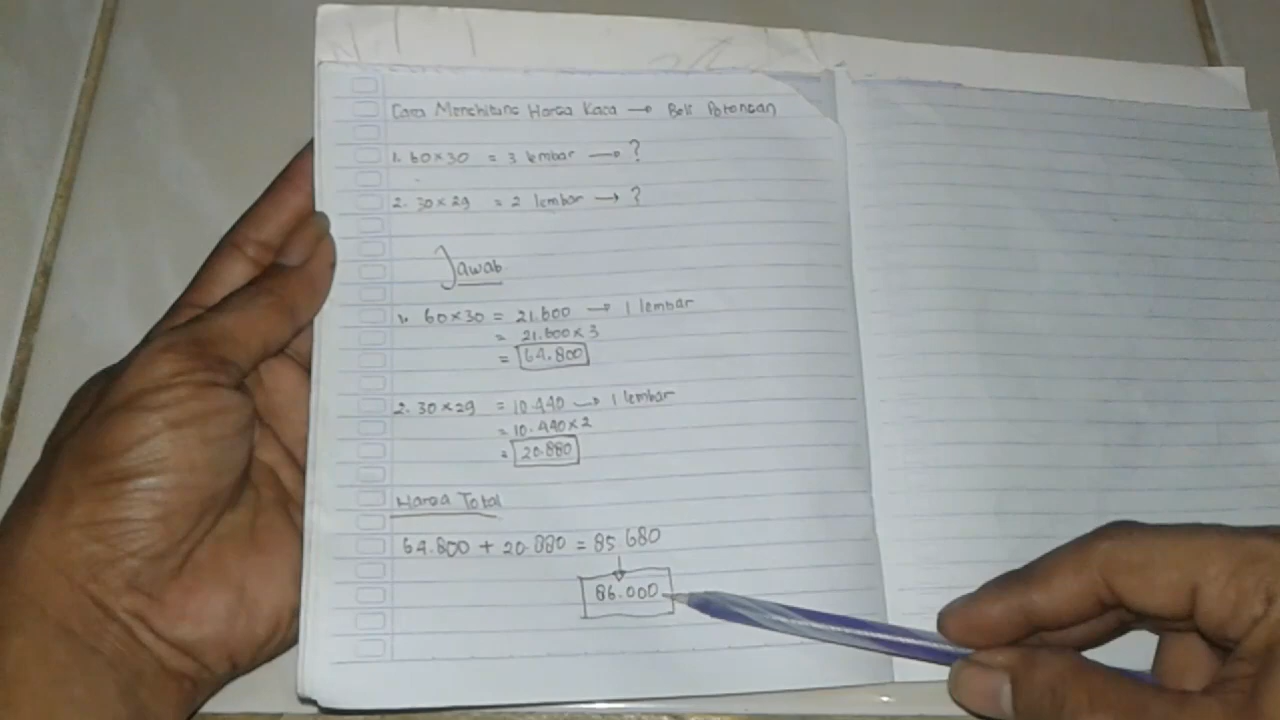 Cara Menghitung Harga Kaca → Beli Potongan
1. 60×30 = 3 lembar → ?
2. 30×29 = 2 lembar → ?
Jawab
1. 60×30 = 21.600 → 1 lembar
= 21.600×3
= 64.800
2. 30×29 = 10.440 → 1 lembar
= 10.440×2
= 20.880
Harga Total
64.800 + 20.880 = 85.680
86.000